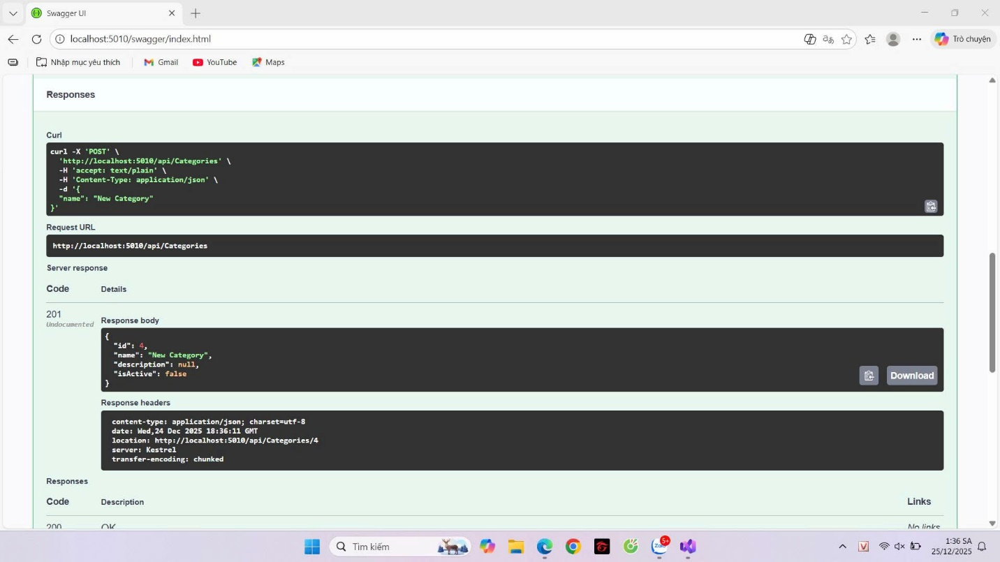 Swagger UI
localhost:5010/swagger/index.html
Trò chuyện
Nhập mục yêu thích
Gmail
YouTube
Maps
Responses
Curl
curl -X 'POST' \
'http://localhost:5010/api/Categories' \
-H 'accept: text/plain' \
-H 'Content-Type: application/json' \
-d '{
"name": "New Category"
}'
Request URL
http://localhost:5010/api/Categories
Server response
Code Details
201
Undocumented
Response body
{
"id": 4,
"name": "New Category",
"description": null,
"isActive": false
}
Download
Response headers
content-type: application/json; charset=utf-8
date: Wed,24 Dec 2025 18:36:11 GMT
location: http://localhost:5010/api/Categories/4
server: Kestrel
transfer-encoding: chunked
Responses
Code Description Links
200 OK No links
Tìm kiếm
Zalo
5+
V
1:36 SA
25/12/2025